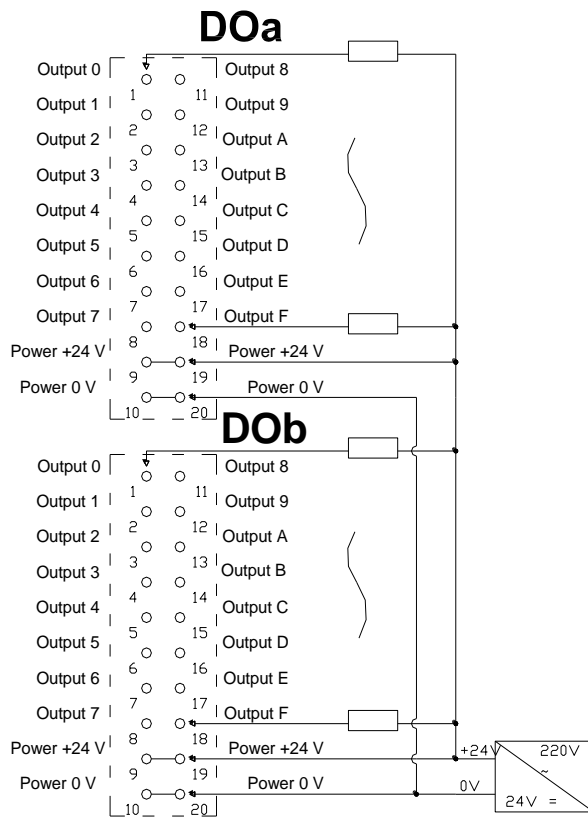 DOa
Output 0 Output 8
1 11
Output 1 Output 9
2 12
Output 2 Output A
3 13
Output 3 Output B
4 14
Output 4 Output C
5 15
Output 5 Output D
6 16
Output 6 Output E
7 17
Output 7 Output F
8 18
Power +24 V Power +24 V
9 19
Power 0 V Power 0 V
10 20
DOb
Output 0 Output 8
1 11
Output 1 Output 9
2 12
Output 2 Output A
3 13
Output 3 Output B
4 14
Output 4 Output C
5 15
Output 5 Output D
6 16
Output 6 Output E
7 17
Output 7 Output F
8 18
Power +24 V Power +24 V +24V 220V
~
9 19
Power 0 V Power 0 V 0V
10 20 24V =